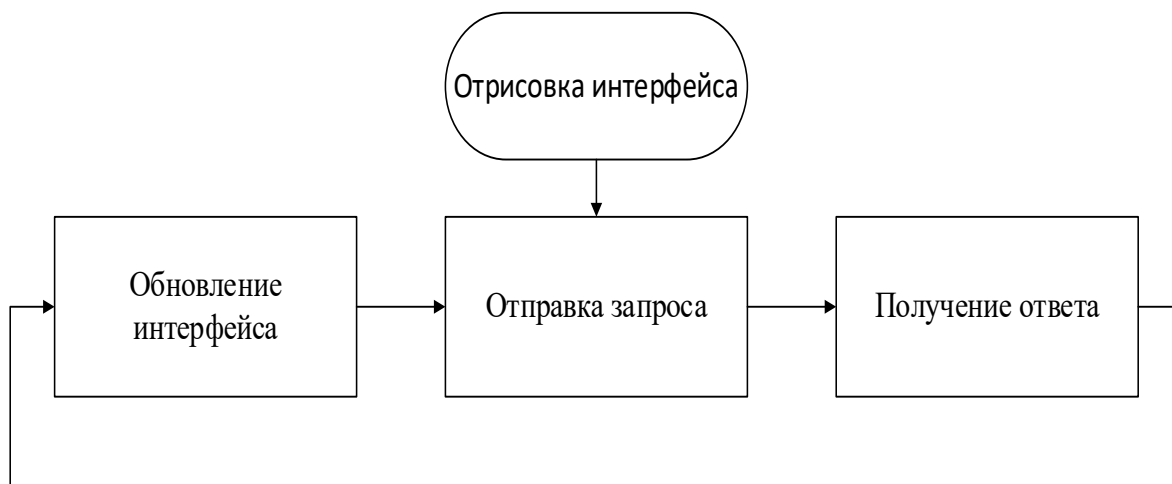 Отрисовка интерфейса
Обновление
интерфейса
Отправка запроса
Получение ответа